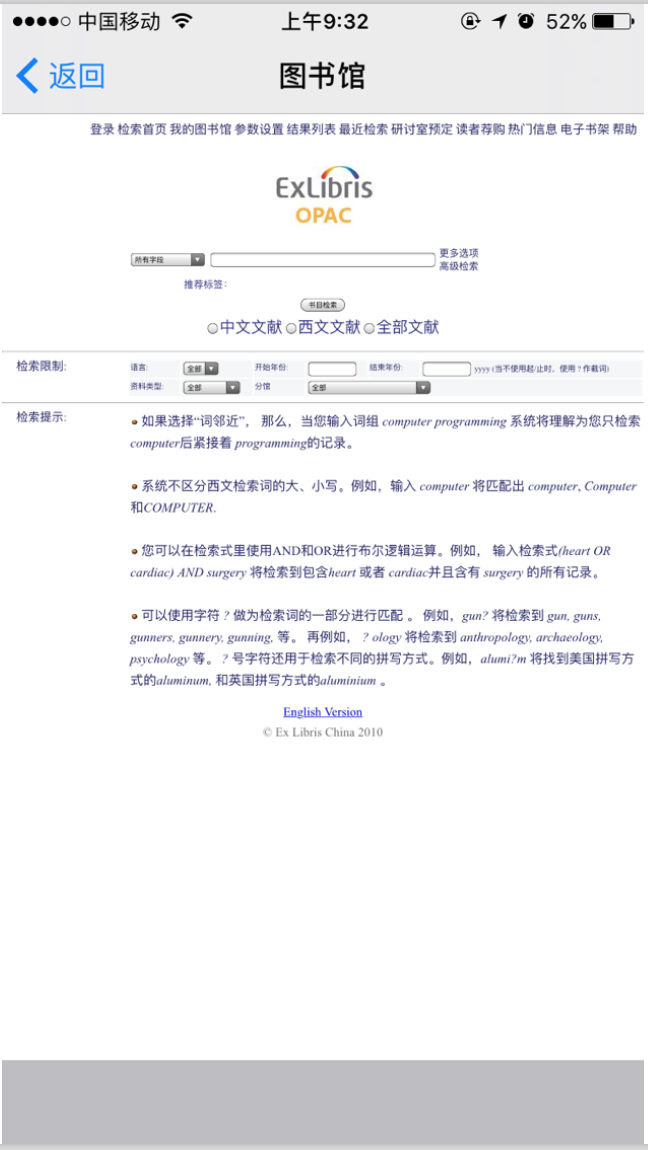 中国移动 上午9:32 52%
返回 图书馆
登录 检索首页 我的图书馆 参数设置 结果列表 最近检索 研讨室预定 读者荐购 热门信息 电子书架 帮助
ExLibris
OPAC
所有字段 更多选项
高级检索
推荐标签:
书目检索
中文文献 西文文献 全部文献
检索限制: 语言: 全部 开始年份: 结束年份: yyyy (当不使用起/止时，使用 ? 作截词)
资料类型: 全部 分馆 全部
检索提示: 如果选择“词邻近”， 那么，当您输入词组 computer programming 系统将理解为您只检索
computer后紧接着 programming的记录。
系统不区分西文检索词的大、小写。例如，输入 computer 将匹配出 computer, Computer
和COMPUTER.
您可以在检索式里使用AND和OR进行布尔逻辑运算。例如， 输入检索式(heart OR
cardiac) AND surgery 将检索到包含heart 或者 cardiac并且含有 surgery 的所有记录。
可以使用字符 ? 做为检索词的一部分进行匹配 。 例如，gun? 将检索到 gun, guns,
gunners, gunnery, gunning, 等。 再例如， ? ology 将检索到 anthropology, archaeology,
psychology 等。 ? 号字符还用于检索不同的拼写方式。例如，alumi?m 将找到美国拼写方
式的aluminum, 和英国拼写方式的aluminium 。
English Version
© Ex Libris China 2010